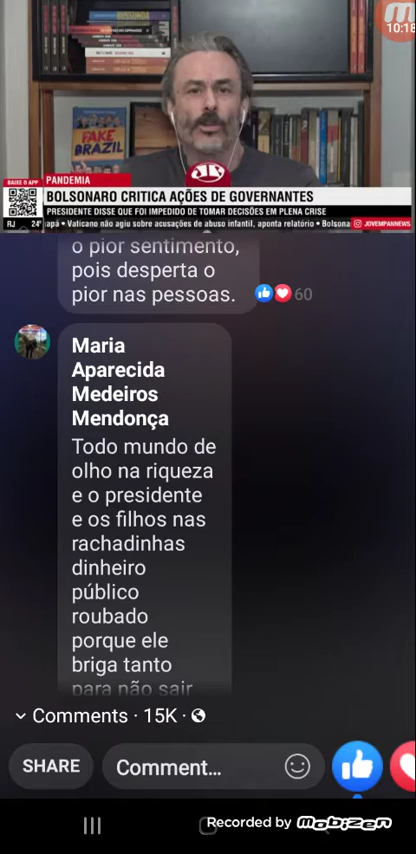 10:18
FAKE
BRAZIL
BAIXE O APP
PANDEMIA
BOLSONARO CRITICA AÇÕES DE GOVERNANTES
PRESIDENTE DISSE QUE FOI IMPEDIDO DE TOMAR DECISÕES EM PLENA CRISE
RJ 24° apá • Vaticano não agiu sobre acusações de abuso infantil, aponta relatório • Bolsona JOVEMPANNEWS
o pior sentimento,
pois desperta o
pior nas pessoas.
60
Maria
Aparecida
Medeiros
Mendonça
Todo mundo de
olho na riqueza
e o presidente
e os filhos nas
rachadinhas
dinheiro
público
roubado
porque ele
briga tanto
para não sair
Comments · 15K ·
SHARE
Comment...
Recorded by mobizen